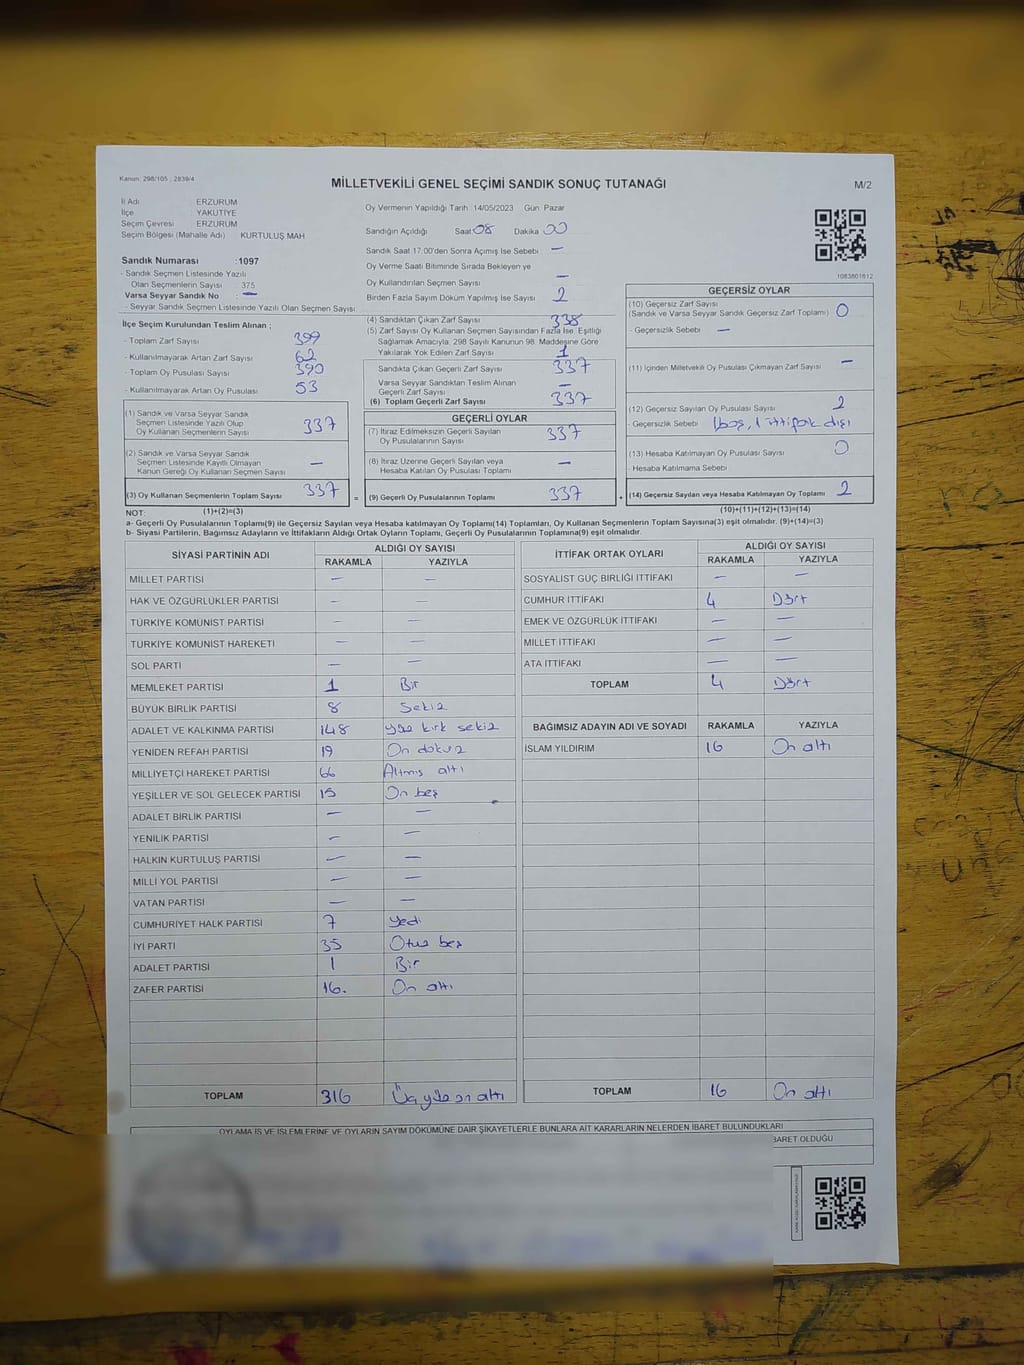 Kanun: 298/105 ; 2839/4
MİLLETVEKİLİ GENEL SEÇİMİ SANDIK SONUÇ TUTANAĞI
M/2
İl Adı ERZURUM
İlçe YAKUTİYE
Seçim Çevresi ERZURUM
Seçim Bölgesi (Mahalle Adı) KURTULUŞ MAH
Sandık Numarası :1097
- Sandık Seçmen Listesinde Yazılı
Olan Seçmenlerin Sayısı 375
Varsa Seyyar Sandık No : —
- Seyyar Sandık Seçmen Listesinde Yazılı Olan Seçmen Sayısı
İlçe Seçim Kurulundan Teslim Alınan ;
- Toplam Zarf Sayısı 399
- Kullanılmayarak Artan Zarf Sayısı 62
- Toplam Oy Pusulası Sayısı 390
- Kullanılmayarak Artan Oy Pusulası 53
(1) Sandık ve Varsa Seyyar Sandık
Seçmen Listesinde Yazılı Olup
Oy Kullanan Seçmenlerin Sayısı 337
(2) Sandık ve Varsa Seyyar Sandık
Seçmen Listesinde Kayıtlı Olmayan
Kanun Gereği Oy Kullanan Seçmen Sayısı —
(3) Oy Kullanan Seçmenlerin Toplam Sayısı 337
Oy Vermenin Yapıldığı Tarih :14/05/2023 Gün: Pazar
Sandığın Açıldığı Saat 08 Dakika 00
Sandık Saat 17.00'den Sonra Açılmış İse Sebebi : —
Oy Verme Saati Bitiminde Sırada Bekleyen ve
Oy Kullandırılan Seçmen Sayısı —
Birden Fazla Sayım Döküm Yapılmış İse Sayısı 2
(4) Sandıktan Çıkan Zarf Sayısı 338
(5) Zarf Sayısı Oy Kullanan Seçmen Sayısından Fazla İse, Eşitliği
Sağlamak Amacıyla, 298 Sayılı Kanunun 98. Maddesine Göre
Yakılarak Yok Edilen Zarf Sayısı 1
Sandıkta Çıkan Geçerli Zarf Sayısı 337
Varsa Seyyar Sandıktan Teslim Alınan
Geçerli Zarf Sayısı —
(6) Toplam Geçerli Zarf Sayısı 337
GEÇERLİ OYLAR
(7) İtiraz Edilmeksizin Geçerli Sayılan
Oy Pusulalarının Sayısı 337
(8) İtiraz Üzerine Geçerli Sayılan veya
Hesaba Katılan Oy Pusulası Toplamı —
= (9) Geçerli Oy Pusulalarının Toplamı 337
1083801812
GEÇERSİZ OYLAR
(10) Geçersiz Zarf Sayısı
(Sandık ve Varsa Seyyar Sandık Geçersiz Zarf Toplamı) 0
- Geçersizlik Sebebi —
(11) İçinden Milletvekili Oy Pusulası Çıkmayan Zarf Sayısı —
(12) Geçersiz Sayılan Oy Pusulası Sayısı 2
- Geçersizlik Sebebi 1 boş, 1 ittifak dışı
(13) Hesaba Katılmayan Oy Pusulası Sayısı 0
- Hesaba Katılmama Sebebi
+ (14) Geçersiz Sayılan veya Hesaba Katılmayan Oy Toplamı 2
NOT: (1)+(2)=(3)
(10)+(11)+(12)+(13)=(14)
a- Geçerli Oy Pusulalarının Toplamı(9) ile Geçersiz Sayılan veya Hesaba katılmayan Oy Toplamı(14) Toplamları, Oy Kullanan Seçmenlerin Toplam Sayısına(3) eşit olmalıdır. (9)+(14)=(3)
b- Siyasi Partilerin, Bağımsız Adayların ve İttifakların Aldığı Ortak Oyların Toplamı, Geçerli Oy Pusulalarının Toplamına(9) eşit olmalıdır.
SİYASİ PARTİNİN ADI ALDIĞI OY SAYISI
RAKAMLA YAZIYLA
MİLLET PARTİSİ — —
HAK VE ÖZGÜRLÜKLER PARTİSİ — —
TÜRKİYE KOMÜNİST PARTİSİ — —
TÜRKİYE KOMÜNİST HAREKETİ — —
SOL PARTİ — —
MEMLEKET PARTİSİ 1 Bir
BÜYÜK BİRLİK PARTİSİ 8 Sekiz
ADALET VE KALKINMA PARTİSİ 148 yüz kırk sekiz
YENİDEN REFAH PARTİSİ 19 On dokuz
MİLLİYETÇİ HAREKET PARTİSİ 66 Altmış altı
YEŞİLLER VE SOL GELECEK PARTİSİ 15 On beş
ADALET BİRLİK PARTİSİ — —
YENİLİK PARTİSİ — —
HALKIN KURTULUŞ PARTİSİ — —
MİLLİ YOL PARTİSİ — —
VATAN PARTİSİ — —
CUMHURİYET HALK PARTİSİ 7 yedi
İYİ PARTİ 35 Otuz beş
ADALET PARTİSİ 1 Bir
ZAFER PARTİSİ 16. On altı
TOPLAM 316 Üçyüz on altı
İTTİFAK ORTAK OYLARI ALDIĞI OY SAYISI
RAKAMLA YAZIYLA
SOSYALİST GÜÇ BİRLİĞİ İTTİFAKI — —
CUMHUR İTTİFAKI 4 Dört
EMEK VE ÖZGÜRLÜK İTTİFAKI — —
MİLLET İTTİFAKI — —
ATA İTTİFAKI — —
TOPLAM 4 Dört
BAĞIMSIZ ADAYIN ADI VE SOYADI RAKAMLA YAZIYLA
İSLAM YILDIRIM 16 On altı
TOPLAM 16 On altı
OYLAMA İŞ VE İŞLEMLERİNE VE OYLARIN SAYIM DÖKÜMÜNE DAİR ŞİKAYETLERLE BUNLARA AİT KARARLARIN NELERDEN İBARET BULUNDUKLARI
BARET OLDUĞU